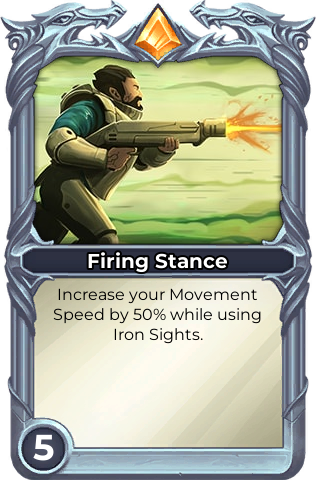 Firing Stance
Increase your Movement
Speed by 50% while using
Iron Sights.
5